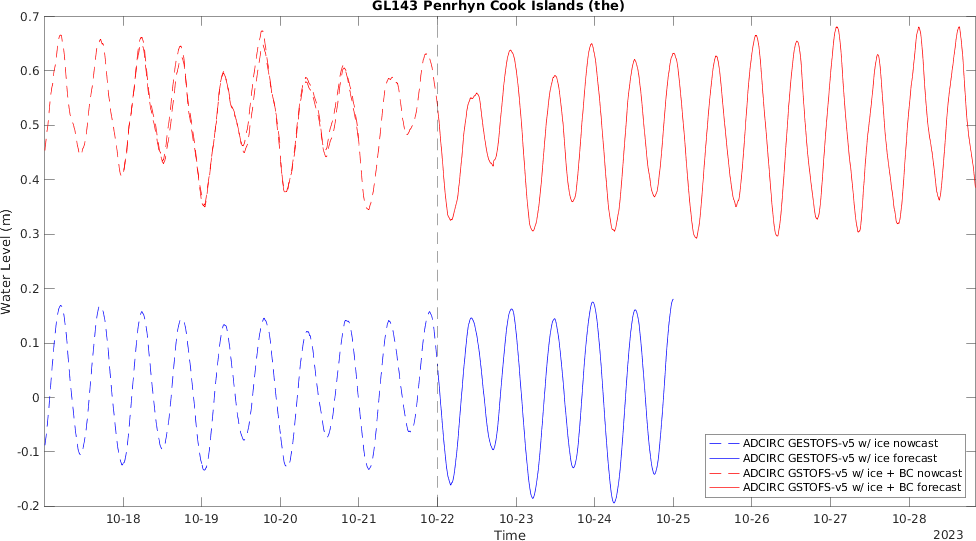 GL143 Penrhyn Cook Islands (the)
0.7
0.6
0.5
0.4
0.3
0.2
0.1
0
-0.1
-0.2
Water Level (m)
ADCIRC GESTOFS-v5 w/ ice nowcast
ADCIRC GESTOFS-v5 w/ ice forecast
ADCIRC GSTOFS-v5 w/ ice + BC nowcast
ADCIRC GSTOFS-v5 w/ ice + BC forecast
10-18 10-19 10-20 10-21 10-22 10-23 10-24 10-25 10-26 10-27 10-28
Time
2023